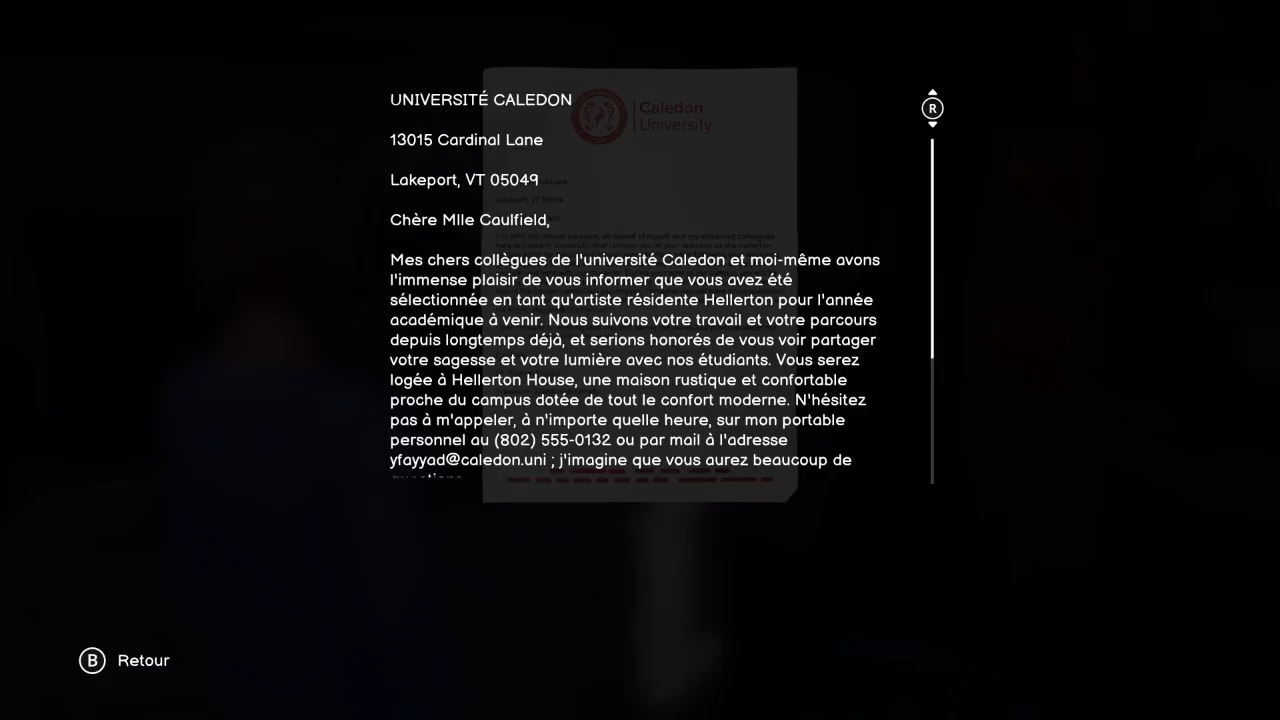 UNIVERSITÉ CALEDON
Caledon
University
13015 Cardinal Lane
Lakeport, VT 05049
Lakeport, VT 05049
Chère Mlle Caulfield,
Mes chers collègues de l'université Caledon et moi-même avons
l'immense plaisir de vous informer que vous avez été
sélectionnée en tant qu'artiste résidente Hellerton pour l'année
académique à venir. Nous suivons votre travail et votre parcours
depuis longtemps déjà, et serions honorés de vous voir partager
votre sagesse et votre lumière avec nos étudiants. Vous serez
logée à Hellerton House, une maison rustique et confortable
proche du campus dotée de tout le confort moderne. N'hésitez
pas à m'appeler, à n'importe quelle heure, sur mon portable
personnel au (802) 555-0132 ou par mail à l'adresse
yfayyad@caledon.uni ; j'imagine que vous aurez beaucoup de
R
B Retour